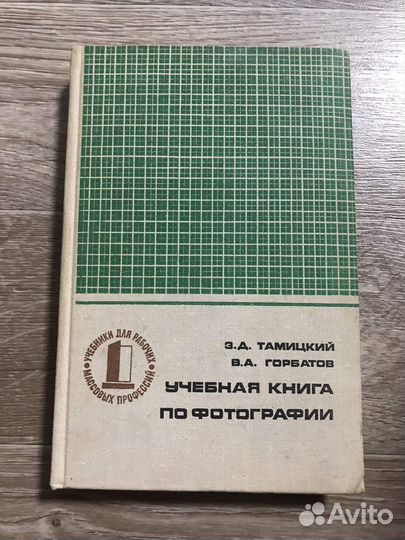 Э.Д. ТАМИЦКИЙ
В.А. ГОРБАТОВ
УЧЕБНАЯ КНИГА
ПО ФОТОГРАФИИ
УЧЕБНИКИ ДЛЯ РАБОЧИХ
МАССОВЫХ ПРОФЕССИЙ
Avito